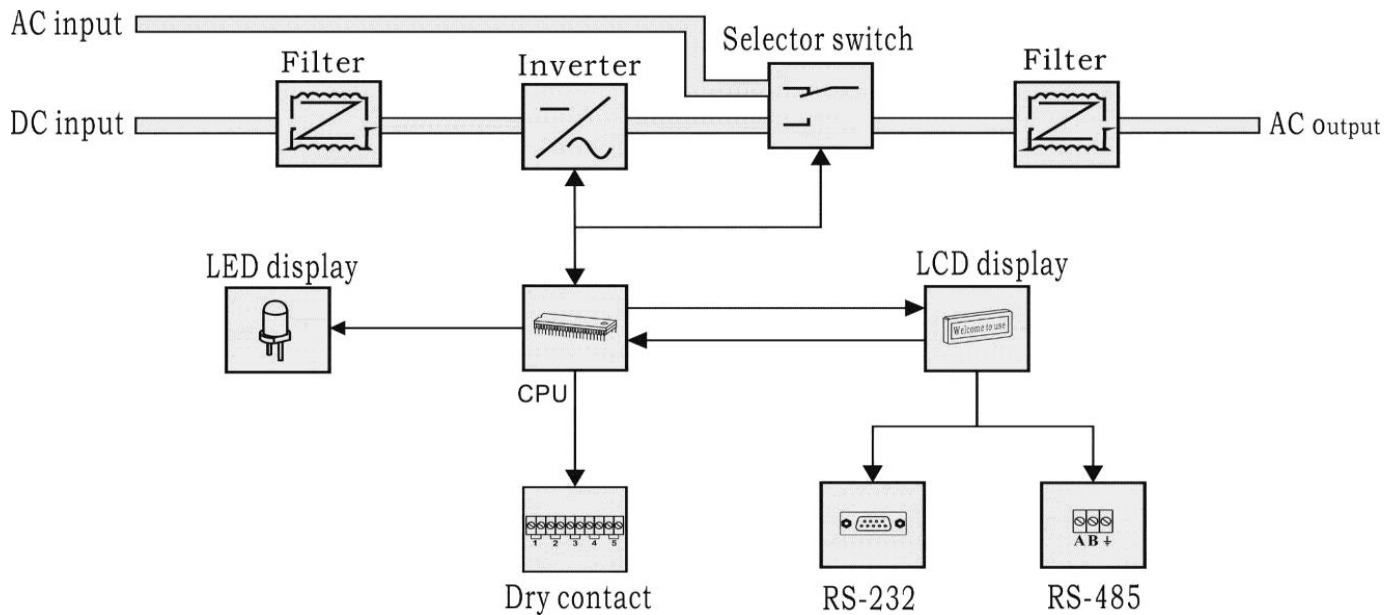 AC input
Selector switch
Filter
Inverter
Filter
DC input
AC Output
LED display
LCD display
Welcome to use
CPU
1 2 3 4 5
A B
Dry contact
RS-232
RS-485